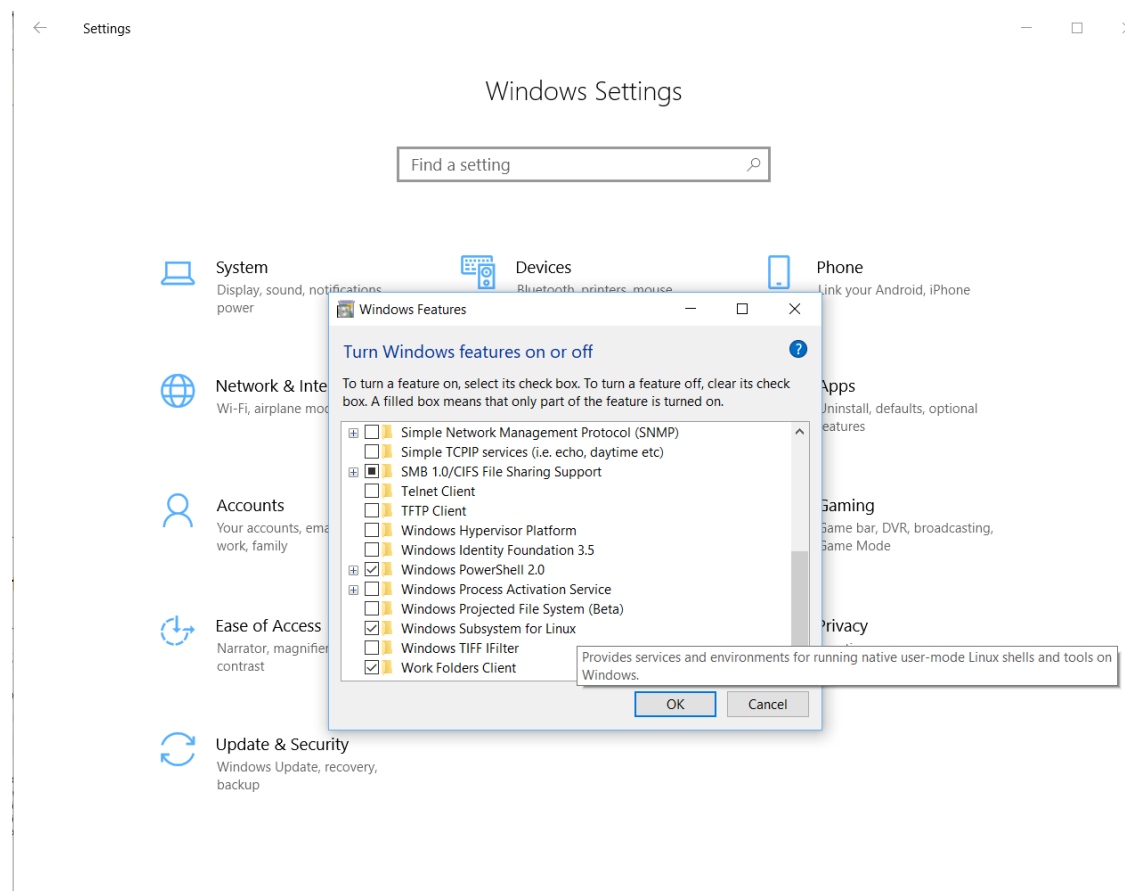 Settings
Windows Settings
Find a setting
System
Display, sound, notifications
power
Devices
Bluetooth, printers, mouse
Phone
Link your Android, iPhone
Windows Features
Turn Windows features on or off
To turn a feature on, select its check box. To turn a feature off, clear its check
box. A filled box means that only part of the feature is turned on.
Simple Network Management Protocol (SNMP)
Simple TCPIP services (i.e. echo, daytime etc)
SMB 1.0/CIFS File Sharing Support
Telnet Client
TFTP Client
Windows Hypervisor Platform
Windows Identity Foundation 3.5
Windows PowerShell 2.0
Windows Process Activation Service
Windows Projected File System (Beta)
Windows Subsystem for Linux
Windows TIFF IFilter
Work Folders Client
Provides services and environments for running native user-mode Linux shells and tools on
Windows.
OK
Cancel
Network & Inte
Wi-Fi, airplane mod
Apps
Uninstall, defaults, optional
features
Accounts
Your accounts, ema
work, family
Gaming
Game bar, DVR, broadcasting,
Game Mode
Ease of Access
Narrator, magnifier
contrast
Privacy
Update & Security
Windows Update, recovery,
backup